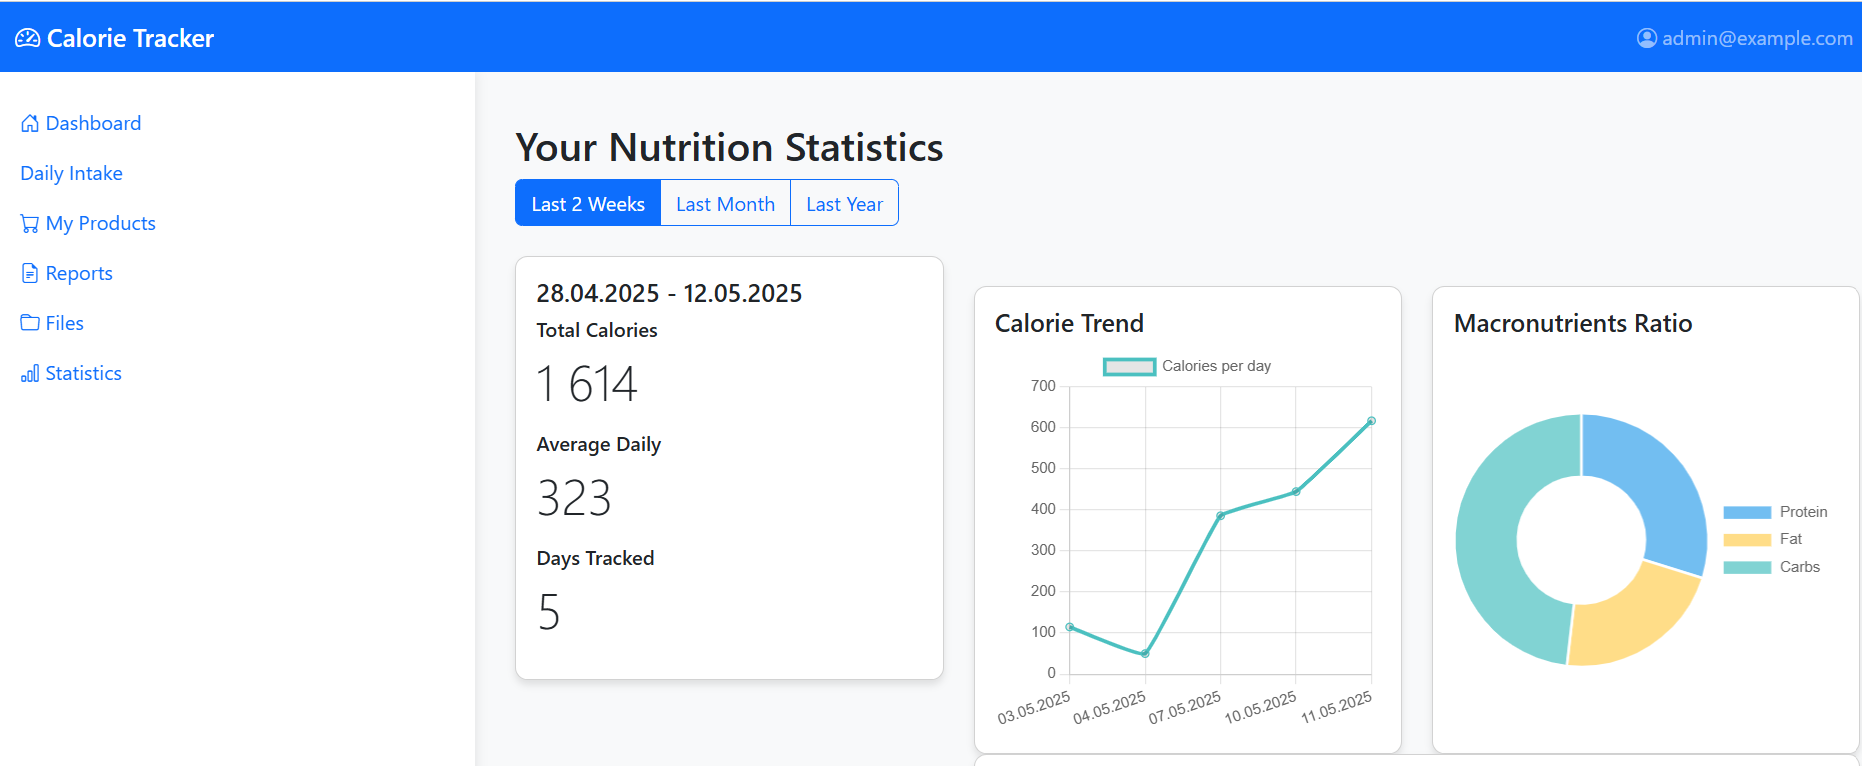 Calorie Tracker
admin@example.com
Dashboard
Daily Intake
My Products
Reports
Files
Statistics
Your Nutrition Statistics
Last 2 Weeks
Last Month
Last Year
28.04.2025 - 12.05.2025
Total Calories
1 614
Average Daily
323
Days Tracked
5
Calorie Trend
Calories per day
700
600
500
400
300
200
100
0
03.05.2025
04.05.2025
07.05.2025
10.05.2025
11.05.2025
Macronutrients Ratio
Protein
Fat
Carbs